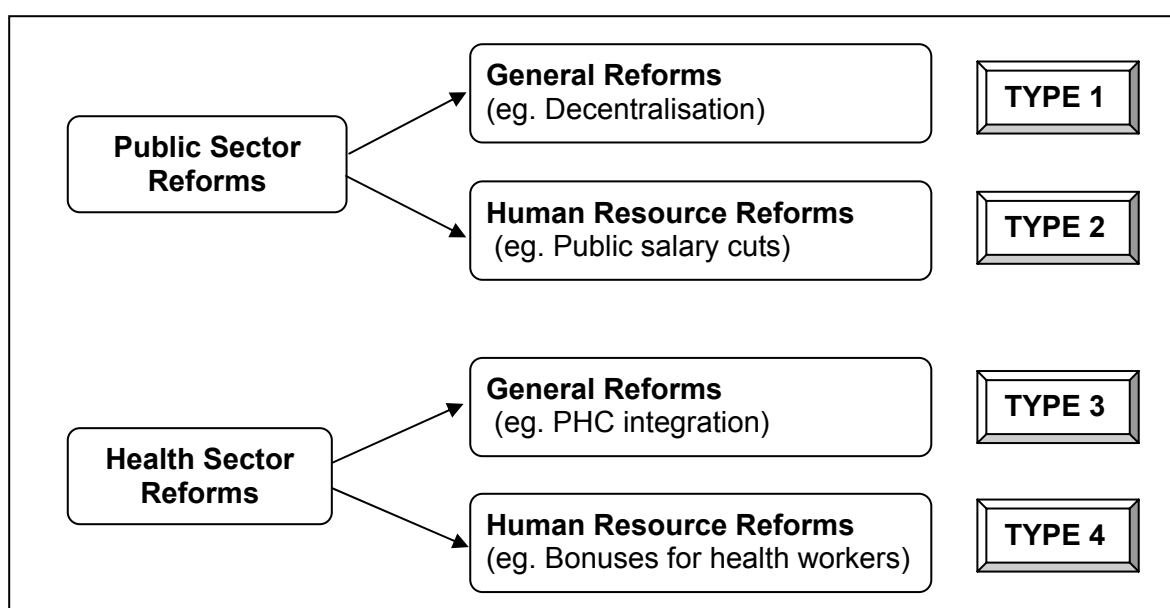 General Reforms
(eg. Decentralisation)
TYPE 1
Public Sector
Reforms
Human Resource Reforms
(eg. Public salary cuts)
TYPE 2
General Reforms
(eg. PHC integration)
TYPE 3
Health Sector
Reforms
Human Resource Reforms
(eg. Bonuses for health workers)
TYPE 4